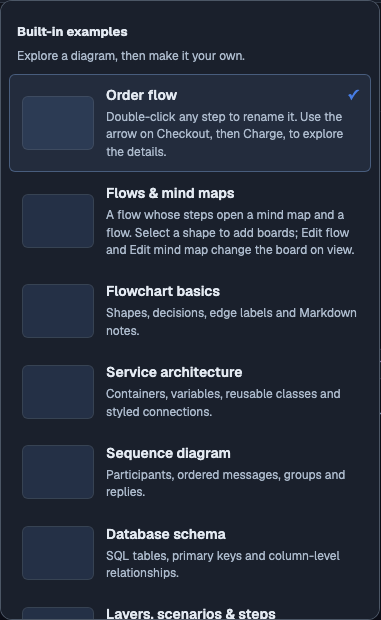 Built-in examples
Explore a diagram, then make it your own.
Order flow
Double-click any step to rename it. Use the
arrow on Checkout, then Charge, to explore
the details.
Flows & mind maps
A flow whose steps open a mind map and a
flow. Select a shape to add boards; Edit flow
and Edit mind map change the board on view.
Flowchart basics
Shapes, decisions, edge labels and Markdown
notes.
Service architecture
Containers, variables, reusable classes and
styled connections.
Sequence diagram
Participants, ordered messages, groups and
replies.
Database schema
SQL tables, primary keys and column-level
relationships.
Layers, scenarios & steps